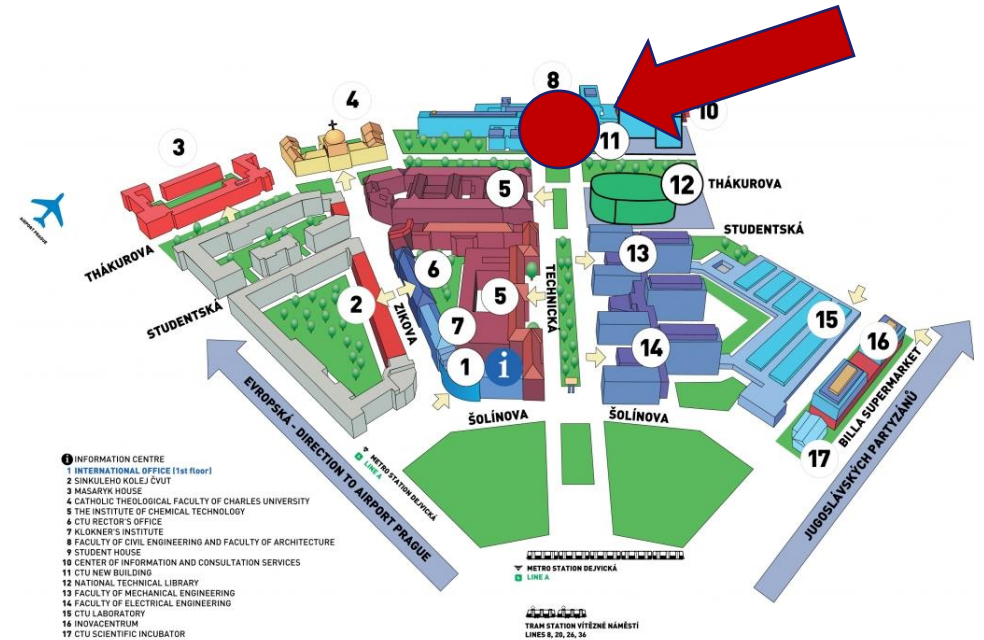 8
4
10
3
11
5
12
THÁKUROVA
AIRPORT PRAGUE
STUDENTSKÁ
THÁKUROVA
13
6
TECHNICKÁ
5
STUDENTSKÁ
2
ZIKOVA
7
15
16
14
1
i
BILLA SUPERMARKET
ŠOLÍNOVA
ŠOLÍNOVA
17
EVROPSKÁ - DIRECTION TO AIRPORT PRAGUE
METRO STATION DEJVICKÁ
LINE A
JUGOSLÁVSKÝCH PARTYZÁNŮ
i INFORMATION CENTRE
1 INTERNATIONAL OFFICE (1st floor)
2 SINKULEHO KOLEJ ČVUT
3 MASARYK HOUSE
4 CATHOLIC THEOLOGICAL FACULTY OF CHARLES UNIVERSITY
5 THE INSTITUTE OF CHEMICAL TECHNOLOGY
6 CTU RECTOR'S OFFICE
7 KLOKNER'S INSTITUTE
8 FACULTY OF CIVIL ENGINEERING AND FACULTY OF ARCHITECTURE
9 STUDENT HOUSE
10 CENTER OF INFORMATION AND CONSULTATION SERVICES
11 CTU NEW BUILDING
12 NATIONAL TECHNICAL LIBRARY
13 FACULTY OF MECHANICAL ENGINEERING
14 FACULTY OF ELECTRICAL ENGINEERING
15 CTU LABORATORY
16 INOVACENTRUM
17 CTU SCIENTIFIC INCUBATOR
METRO STATION DEJVICKÁ
LINE A
TRAM STATION VÍTĚZNÉ NÁMĚSTÍ
LINES 8, 20, 26, 36